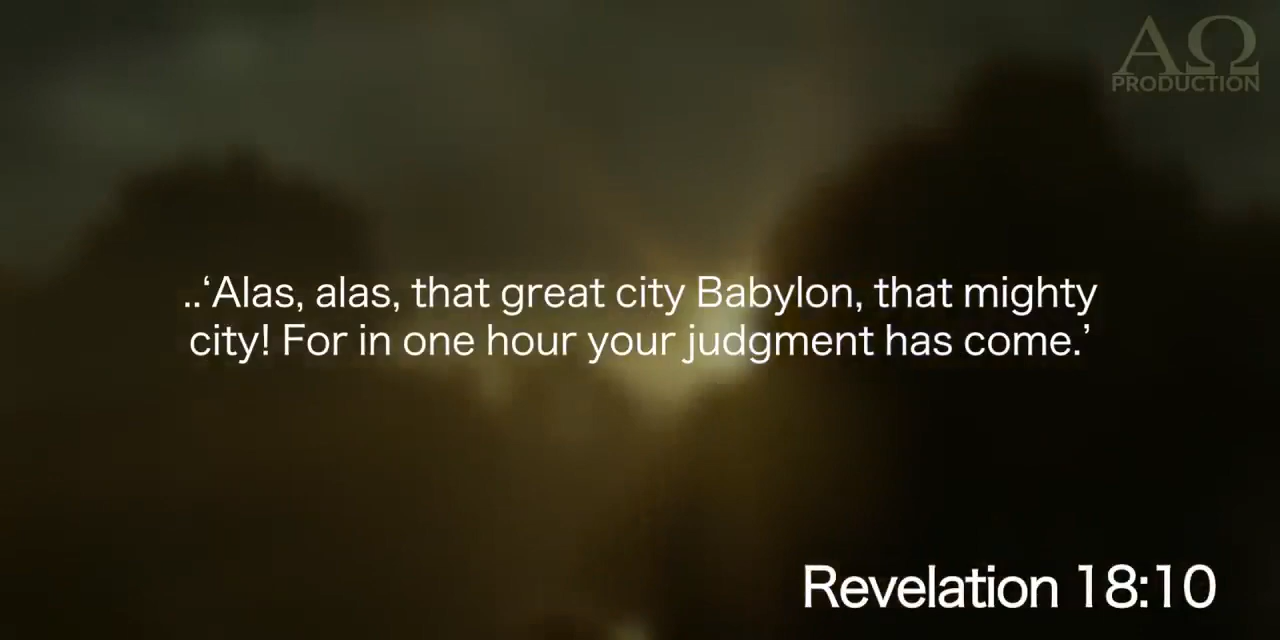 ΑΩ
PRODUCTION
..‘Alas, alas, that great city Babylon, that mighty
city! For in one hour your judgment has come.’
Revelation 18:10